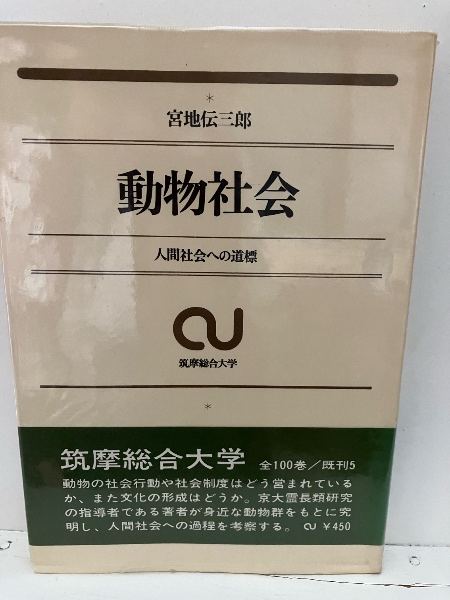 *
宮地伝三郎
動物社会
人間社会への道標
筑摩総合大学
*
筑摩総合大学 全100巻/既刊5
動物の社会行動や社会制度はどう営まれている
か、また文化の形成はどうか。京大霊長類研究
の指導者である著者が身近な動物群をもとに究
明し、人間社会への過程を考察する。 ¥450